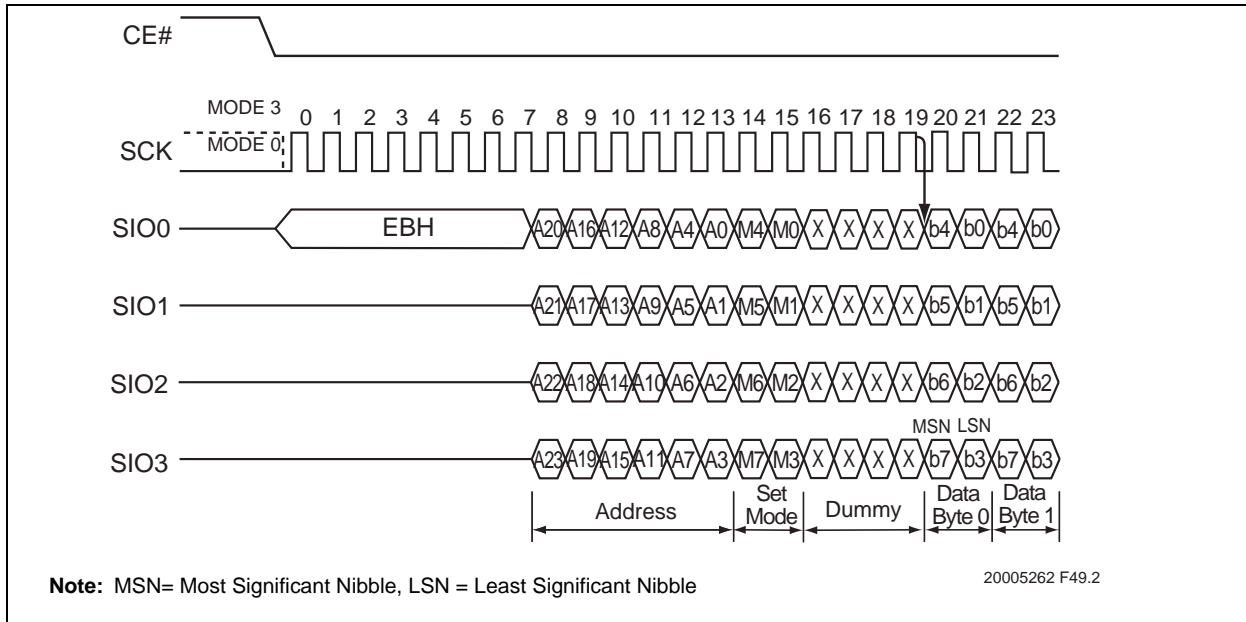 CE#
MODE 3
0 1 2 3 4 5 6 7 8 9 10 11 12 13 14 15 16 17 18 19 20 21 22 23
SCK
MODE 0
SIO0
EBH
A20 A16 A12 A8 A4 A0 M4 M0 X X X X b4 b0 b4 b0
SIO1
A21 A17 A13 A9 A5 A1 M5 M1 X X X X b5 b1 b5 b1
SIO2
A22 A18 A14 A10 A6 A2 M6 M2 X X X X b6 b2 b6 b2
MSN LSN
SIO3
A23 A19 A15 A11 A7 A3 M7 M3 X X X X b7 b3 b7 b3
Address
Set
Mode
Dummy
Data
Byte 0
Data
Byte 1
Note: MSN= Most Significant Nibble, LSN = Least Significant Nibble
20005262 F49.2